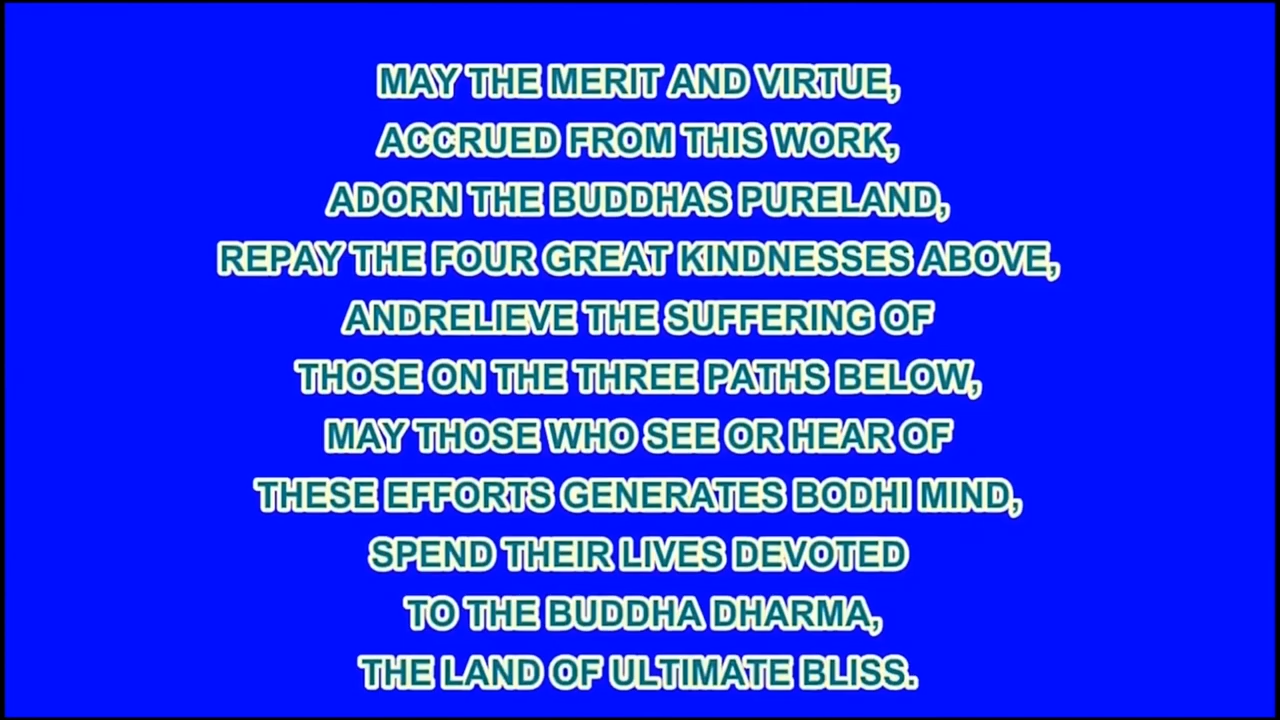 MAY THE MERIT AND VIRTUE,
ACCRUED FROM THIS WORK,
ADORN THE BUDDHAS PURELAND,
REPAY THE FOUR GREAT KINDNESSES ABOVE,
ANDRELIEVE THE SUFFERING OF
THOSE ON THE THREE PATHS BELOW,
MAY THOSE WHO SEE OR HEAR OF
THESE EFFORTS GENERATES BODHI MIND,
SPEND THEIR LIVES DEVOTED
TO THE BUDDHA DHARMA,
THE LAND OF ULTIMATE BLISS.